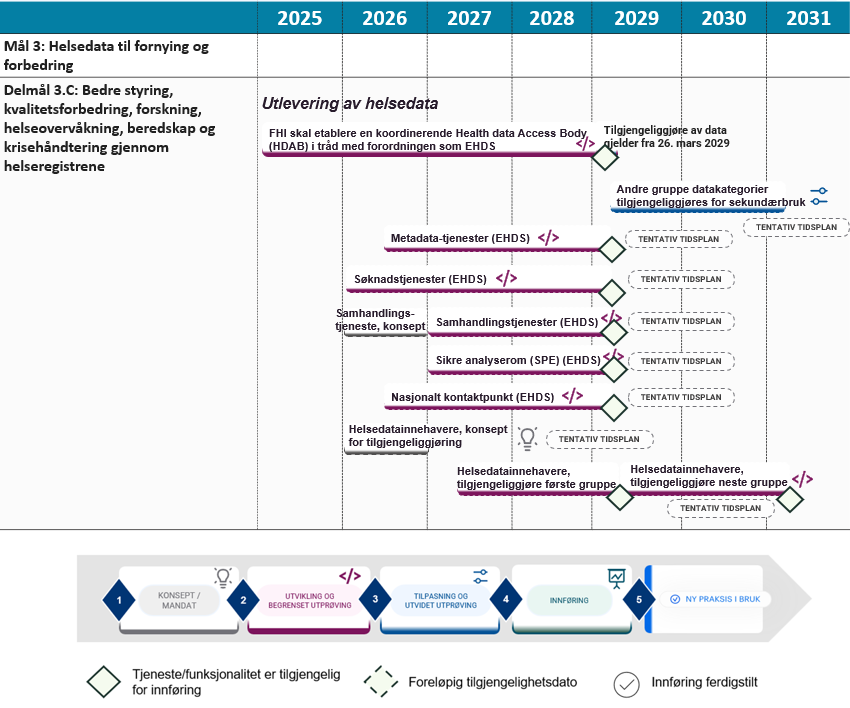 2025 2026 2027 2028 2029 2030 2031
Mål 3: Helsedata til fornying og
forbedring
Delmål 3.C: Bedre styring,
kvalitetsforbedring, forskning,
helseovervåkning, beredskap og
krisehåndtering gjennom
helseregistrene
Utlevering av helsedata
FHI skal etablere en koordinerende Health data Access Body
(HDAB) i tråd med forordningen som EHDS
</>
Tilgjengeliggjøre av data
gjelder fra 26. mars 2029
Andre gruppe datakategorier
tilgjengeliggjøres for sekundærbruk
TENTATIV TIDSPLAN
Metadata-tjenester (EHDS) </>
TENTATIV TIDSPLAN
Søknadstjenester (EHDS) </>
TENTATIV TIDSPLAN
Samhandlings-
tjeneste, konsept
Samhandlingstjenester (EHDS) </>
TENTATIV TIDSPLAN
Sikre analyserom (SPE) (EHDS) </>
TENTATIV TIDSPLAN
Nasjonalt kontaktpunkt (EHDS) </>
TENTATIV TIDSPLAN
Helsedatainnehavere, konsept
for tilgjengeliggjøring
TENTATIV TIDSPLAN
Helsedatainnehavere,
tilgjengeliggjøre første gruppe
Helsedatainnehavere,
tilgjengeliggjøre neste gruppe </>
TENTATIV TIDSPLAN
1
KONSEPT /
MANDAT
2
</>
UTVIKLING OG
BEGRENSET UTPRØVING
3
TILPASNING OG
UTVIDET UTPRØVING
4
INNFØRING
5
NY PRAKSIS I BRUK
Tjeneste/funksjonalitet er tilgjengelig
for innføring
Foreløpig tilgjengelighetsdato
Innføring ferdigstilt